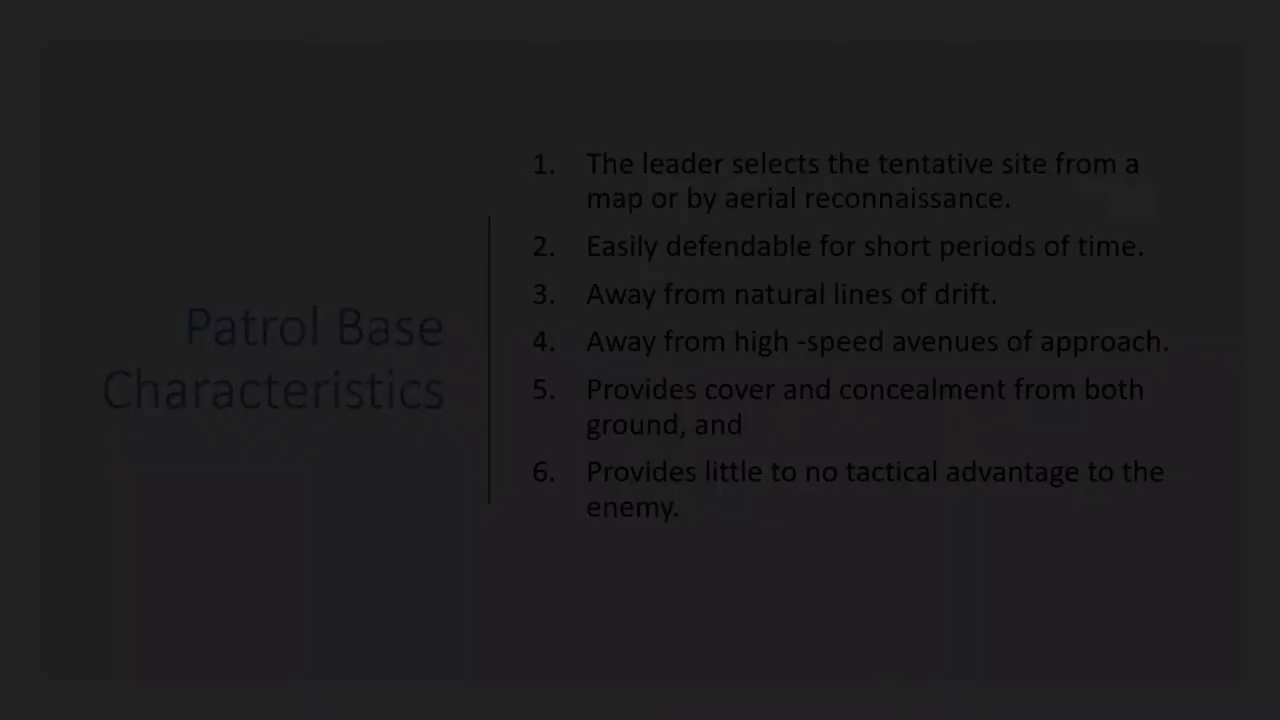 Patrol Base
Characteristics
1. The leader selects the tentative site from a
map or by aerial reconnaissance.
2. Easily defendable for short periods of time.
3. Away from natural lines of drift.
4. Away from high -speed avenues of approach.
5. Provides cover and concealment from both
ground, and
6. Provides little to no tactical advantage to the
enemy.